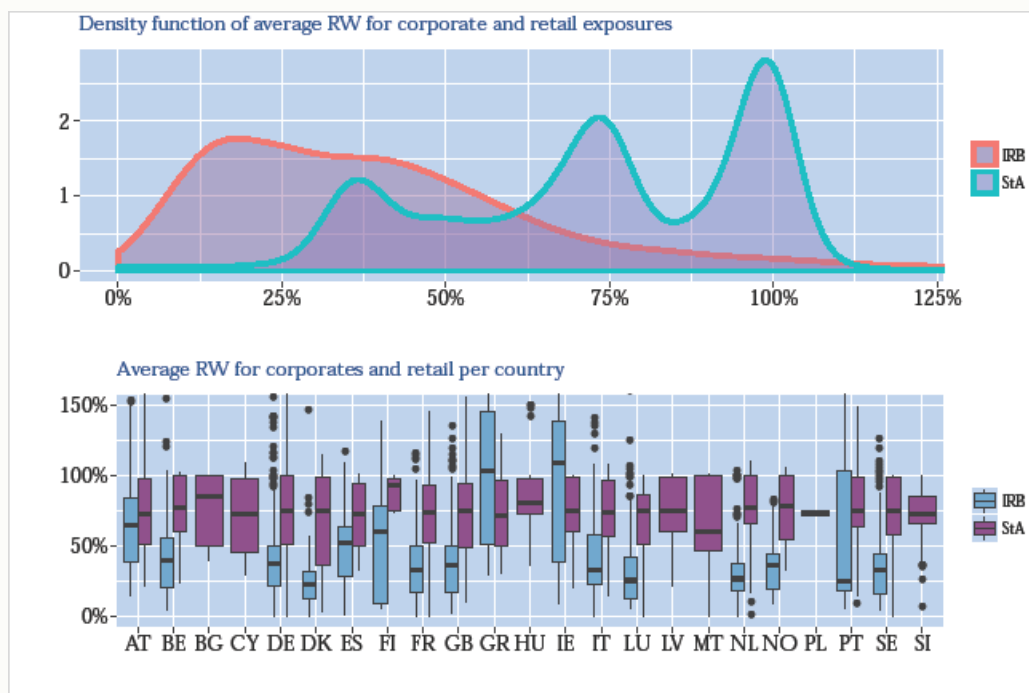 Density function of average RW for corporate and retail exposures
2
1
0
0% 25% 50% 75% 100% 125%
IRB
StA
Average RW for corporates and retail per country
150%
100%
50%
0%
AT BE BG CY DE DK ES FI FR GB GR HU IE IT LU LV MT NL NO PL PT SE SI
IRB
StA